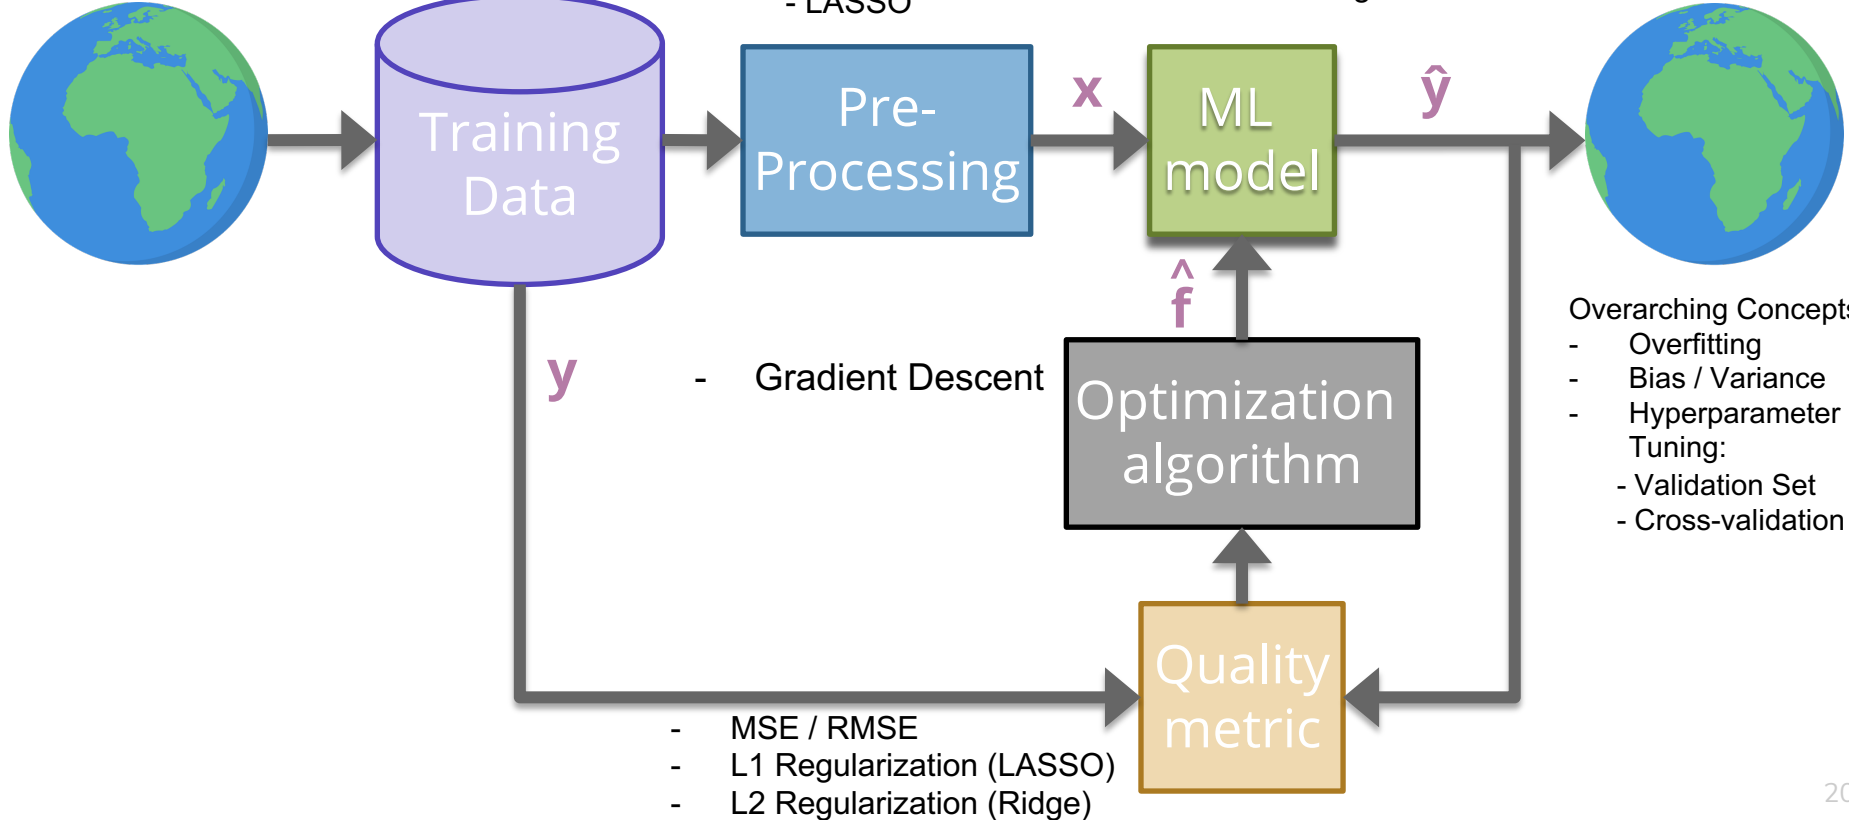 - LASSO
Training
Data
Pre-
Processing
x
ML
model
ŷ
f̂
y
- Gradient Descent
Optimization
algorithm
Overarching Concepts
- Overfitting
- Bias / Variance
- Hyperparameter
Tuning:
- Validation Set
- Cross-validation
Quality
metric
- MSE / RMSE
- L1 Regularization (LASSO)
- L2 Regularization (Ridge)
20